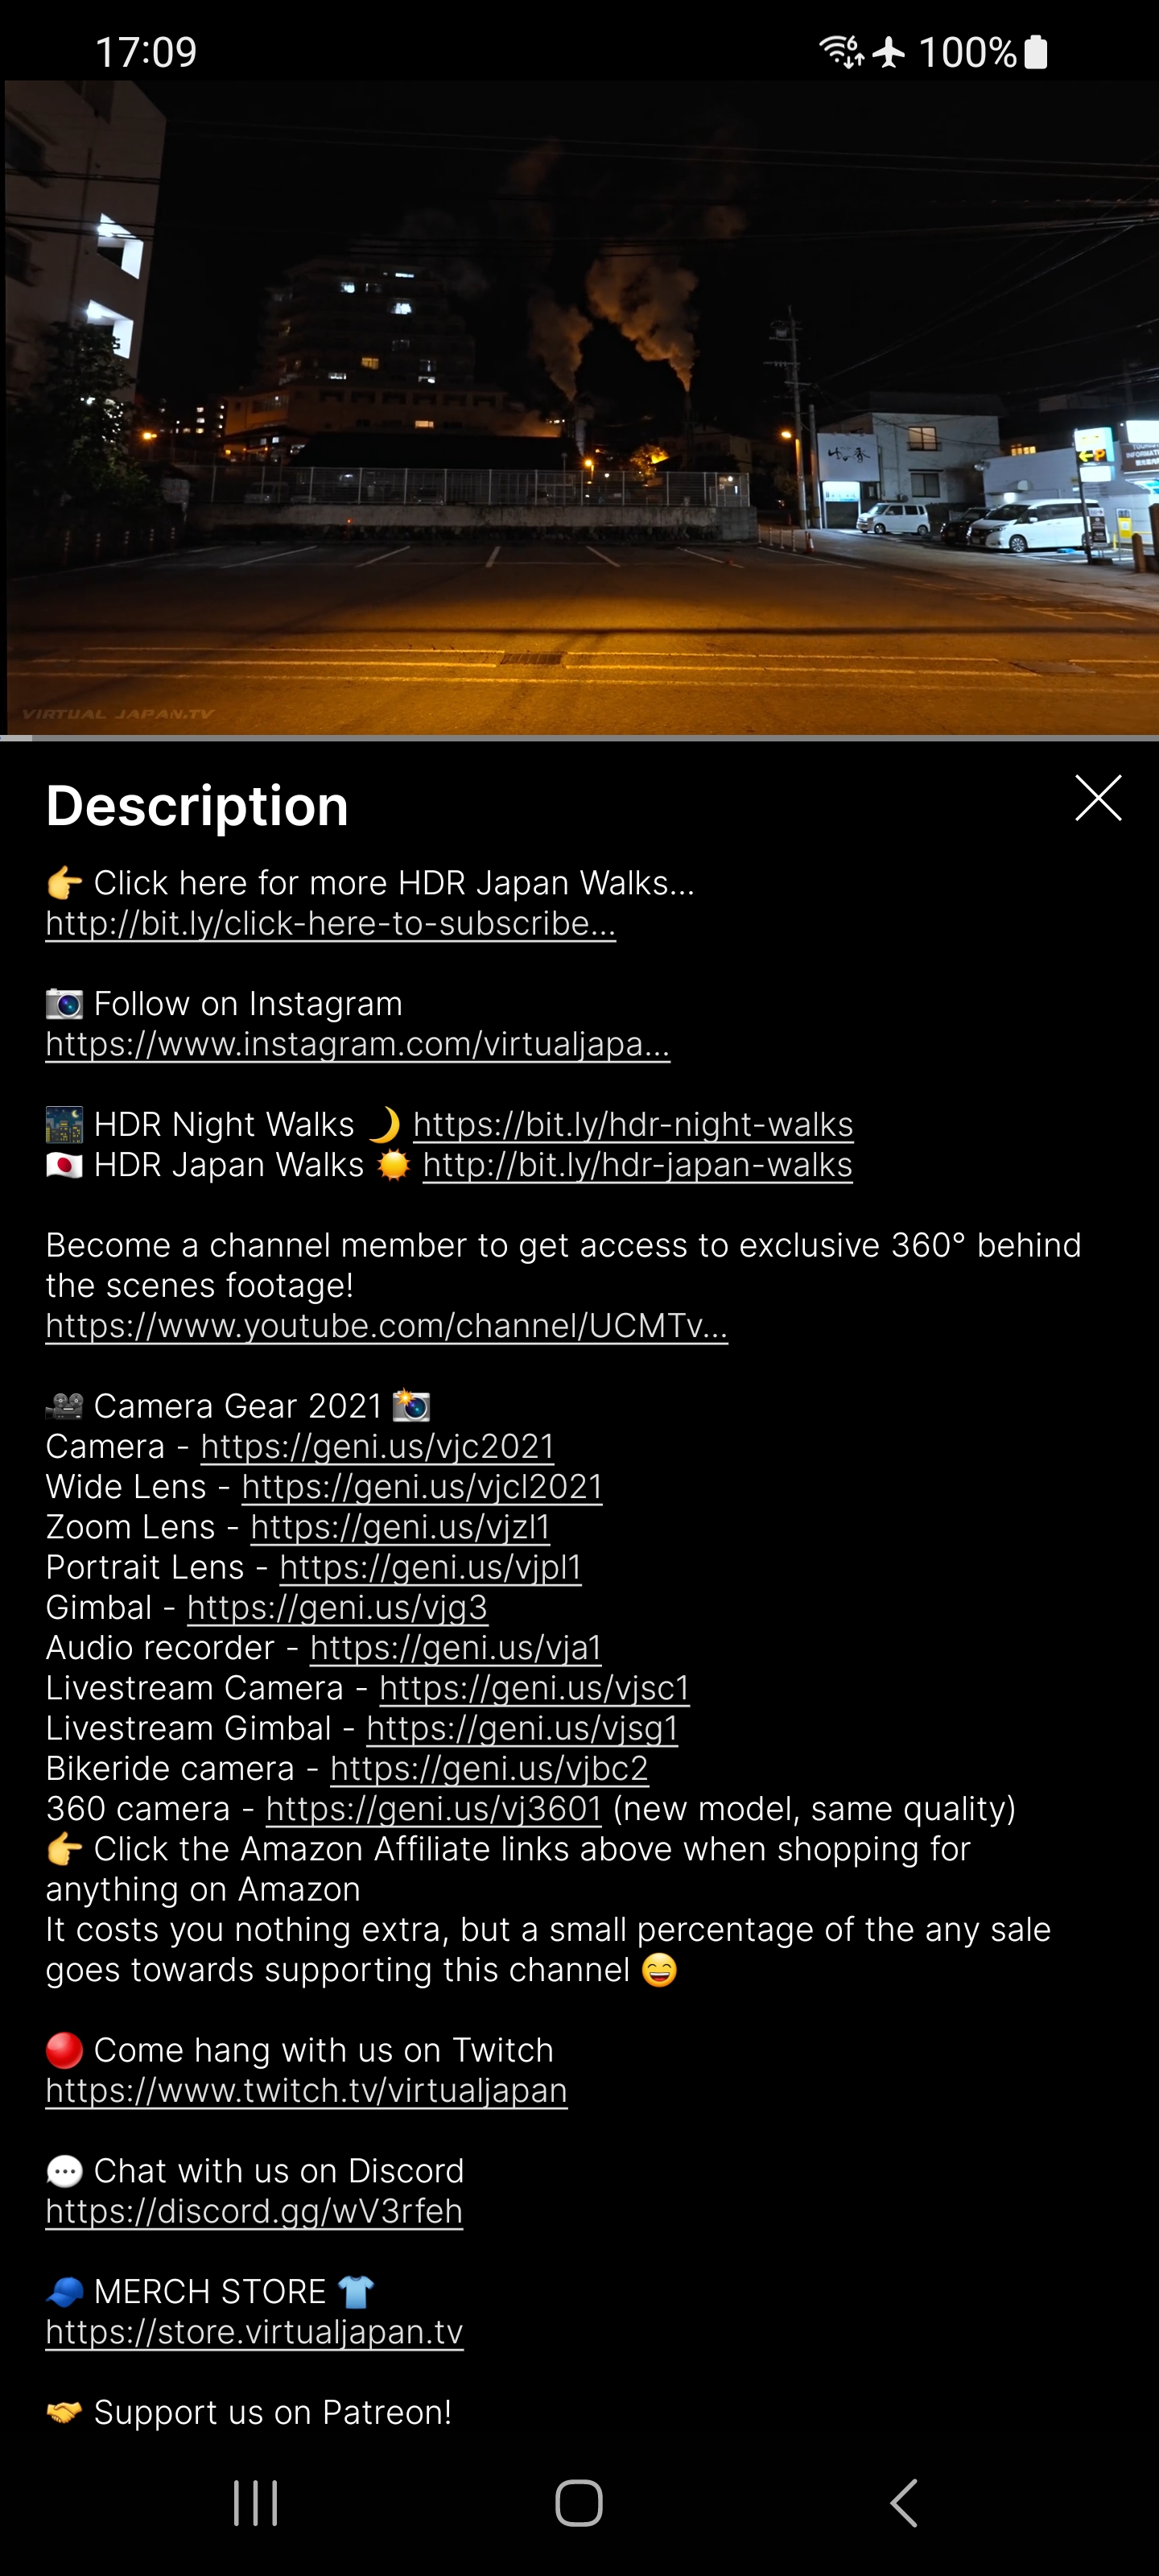 17:09
6
100%
P
INFORMATION
VIRTUAL JAPAN.TV
Description
👉 Click here for more HDR Japan Walks...
http://bit.ly/click-here-to-subscribe...
📷 Follow on Instagram
https://www.instagram.com/virtualjapa...
🌃 HDR Night Walks 🌙 https://bit.ly/hdr-night-walks
🇯🇵 HDR Japan Walks ☀️ http://bit.ly/hdr-japan-walks
Become a channel member to get access to exclusive 360° behind
the scenes footage!
https://www.youtube.com/channel/UCMTv...
🎥 Camera Gear 2021 📸
Camera - https://geni.us/vjc2021
Wide Lens - https://geni.us/vjcl2021
Zoom Lens - https://geni.us/vjzl1
Portrait Lens - https://geni.us/vjpl1
Gimbal - https://geni.us/vjg3
Audio recorder - https://geni.us/vja1
Livestream Camera - https://geni.us/vjsc1
Livestream Gimbal - https://geni.us/vjsg1
Bikeride camera - https://geni.us/vjbc2
360 camera - https://geni.us/vj3601 (new model, same quality)
👉 Click the Amazon Affiliate links above when shopping for
anything on Amazon
It costs you nothing extra, but a small percentage of the any sale
goes towards supporting this channel 😄
🔴 Come hang with us on Twitch
https://www.twitch.tv/virtualjapan
💬 Chat with us on Discord
https://discord.gg/wV3rfeh
🧢 MERCH STORE 👕
https://store.virtualjapan.tv
🤝 Support us on Patreon!